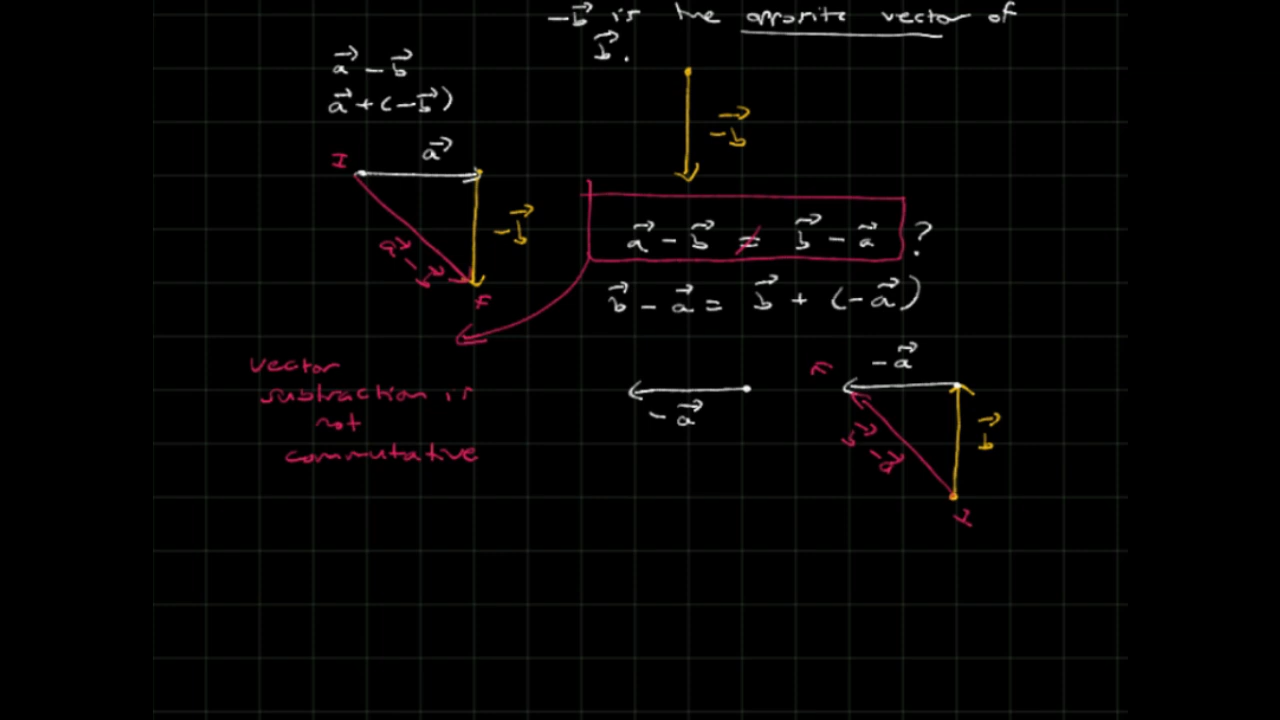 -b⃗ is the opposite vector of
b⃗.
a⃗ - b⃗
a⃗ + (-b⃗)
-b⃗
I
a⃗
-b⃗
a⃗ - b⃗
F
a⃗ - b⃗ ≠ b⃗ - a⃗ ?
b⃗ - a⃗ = b⃗ + (-a⃗)
vector
subtraction is
not
commutative
-a⃗
F
-a⃗
b⃗
b⃗ - a⃗
I